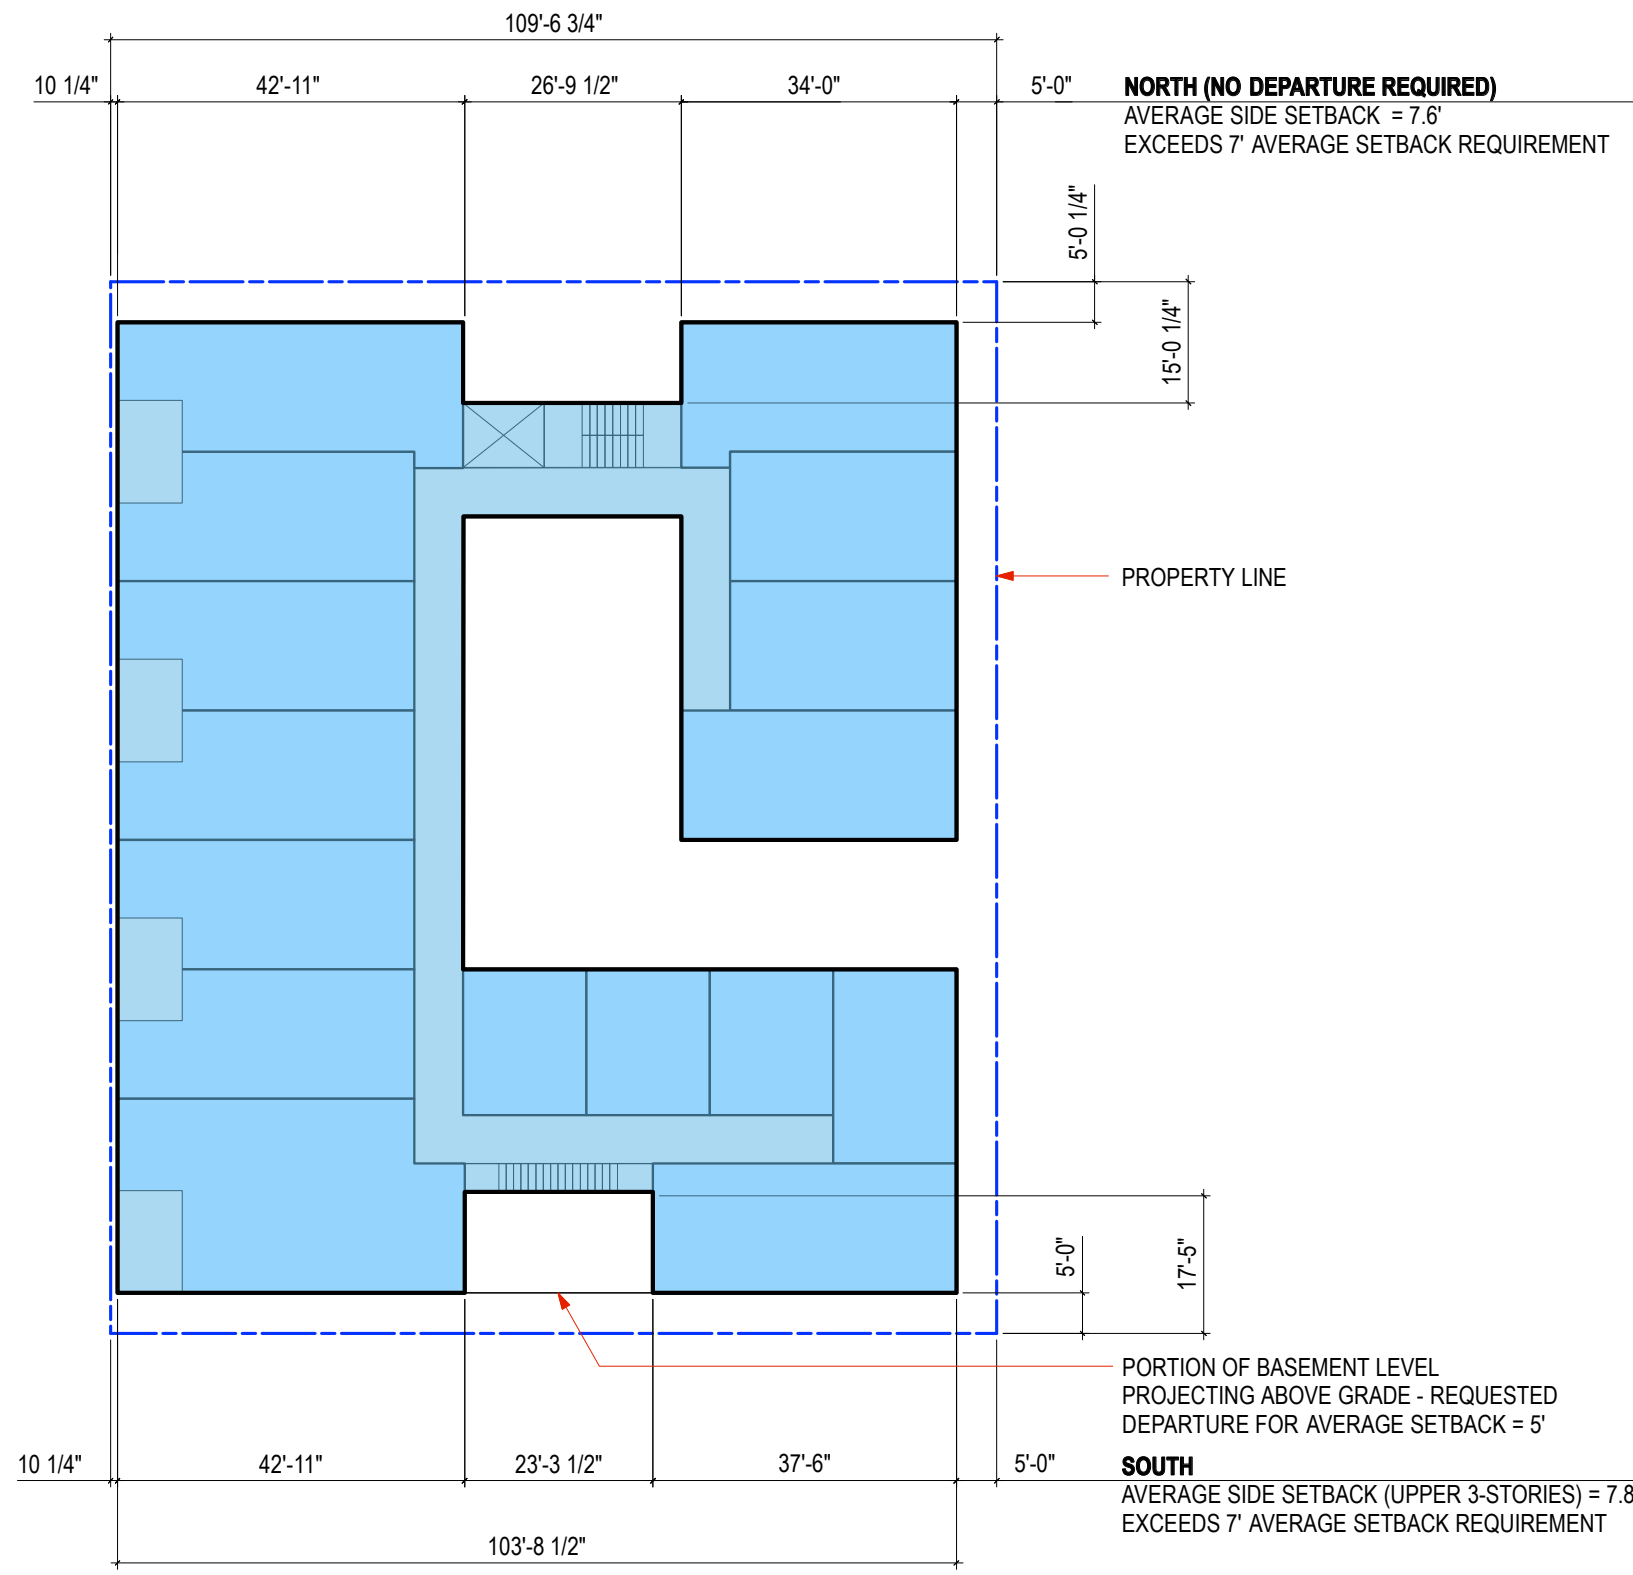 109'-6 3/4"
10 1/4"
42'-11"
26'-9 1/2"
34'-0"
5'-0"
NORTH (NO DEPARTURE REQUIRED)
AVERAGE SIDE SETBACK = 7.6'
EXCEEDS 7' AVERAGE SETBACK REQUIREMENT
5'-0 1/4"
15'-0 1/4"
PROPERTY LINE
5'-0"
17'-5"
PORTION OF BASEMENT LEVEL
PROJECTING ABOVE GRADE - REQUESTED
DEPARTURE FOR AVERAGE SETBACK = 5'
10 1/4"
42'-11"
23'-3 1/2"
37'-6"
5'-0"
SOUTH
AVERAGE SIDE SETBACK (UPPER 3-STORIES) = 7.8
EXCEEDS 7' AVERAGE SETBACK REQUIREMENT
103'-8 1/2"